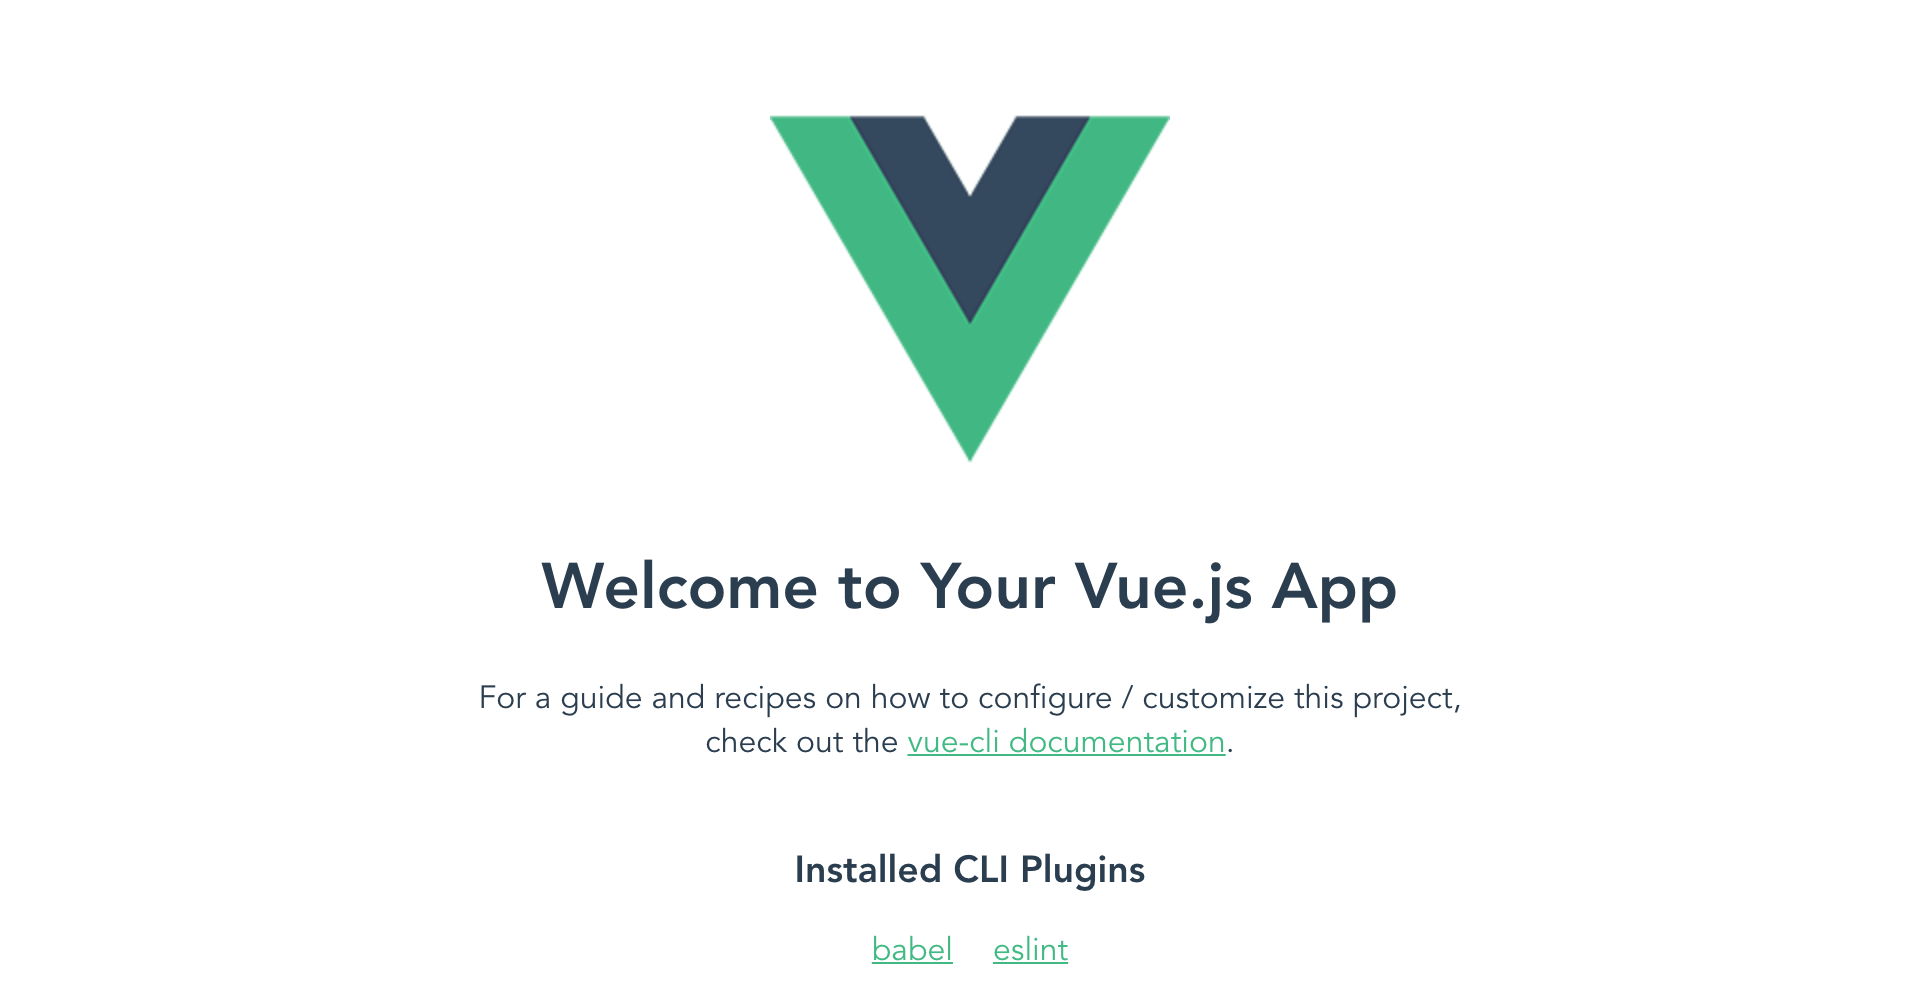 Welcome to Your Vue.js App
For a guide and recipes on how to configure / customize this project,
check out the vue-cli documentation.
Installed CLI Plugins
babel eslint